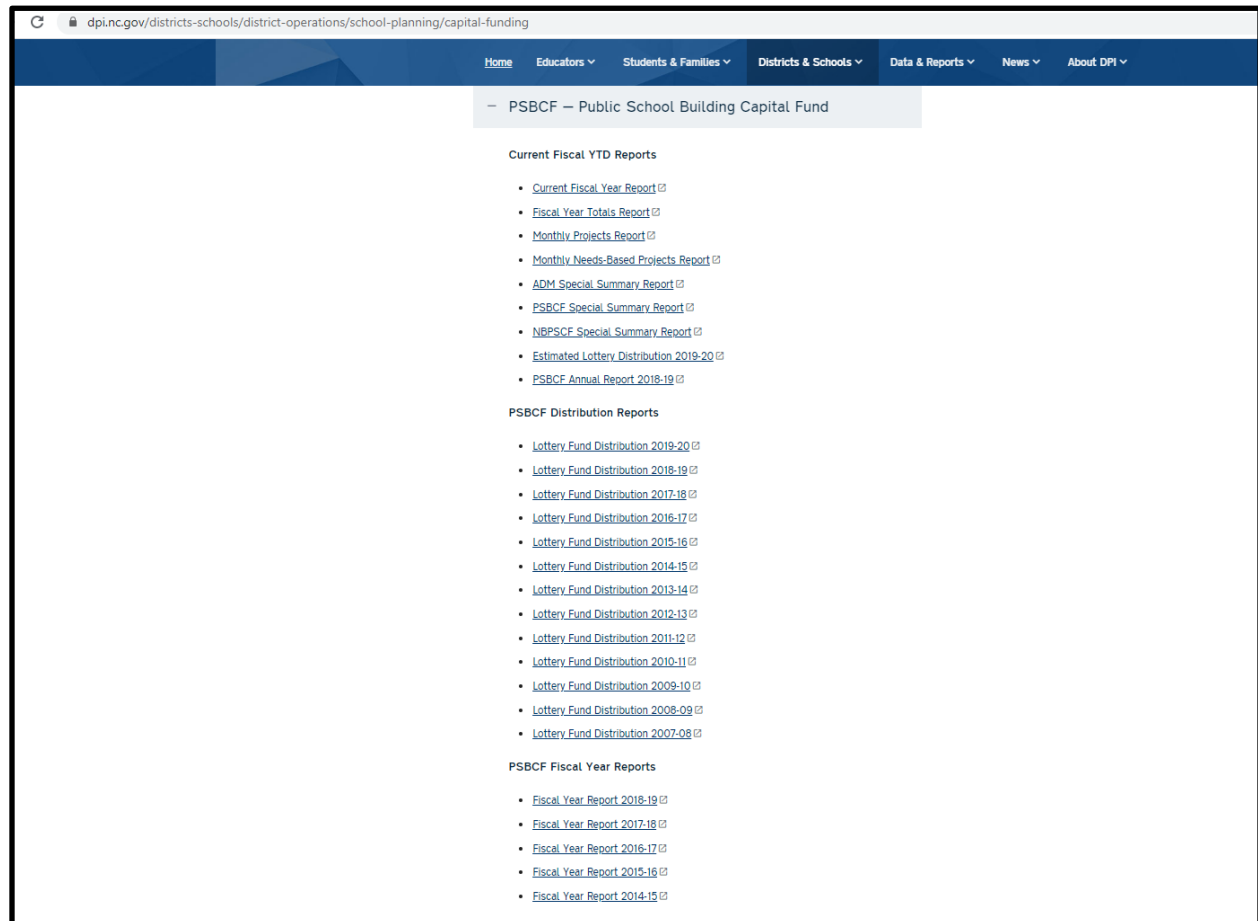 dpi.nc.gov/districts-schools/district-operations/school-planning/capital-funding
Home Educators Students & Families Districts & Schools Data & Reports News About DPI
– PSBCF — Public School Building Capital Fund
Current Fiscal YTD Reports
• Current Fiscal Year Report
• Fiscal Year Totals Report
• Monthly Projects Report
• Monthly Needs-Based Projects Report
• ADM Special Summary Report
• PSBCF Special Summary Report
• NBPSCF Special Summary Report
• Estimated Lottery Distribution 2019-20
• PSBCF Annual Report 2018-19
PSBCF Distribution Reports
• Lottery Fund Distribution 2019-20
• Lottery Fund Distribution 2018-19
• Lottery Fund Distribution 2017-18
• Lottery Fund Distribution 2016-17
• Lottery Fund Distribution 2015-16
• Lottery Fund Distribution 2014-15
• Lottery Fund Distribution 2013-14
• Lottery Fund Distribution 2012-13
• Lottery Fund Distribution 2011-12
• Lottery Fund Distribution 2010-11
• Lottery Fund Distribution 2009-10
• Lottery Fund Distribution 2008-09
• Lottery Fund Distribution 2007-08
PSBCF Fiscal Year Reports
• Fiscal Year Report 2018-19
• Fiscal Year Report 2017-18
• Fiscal Year Report 2016-17
• Fiscal Year Report 2015-16
• Fiscal Year Report 2014-15